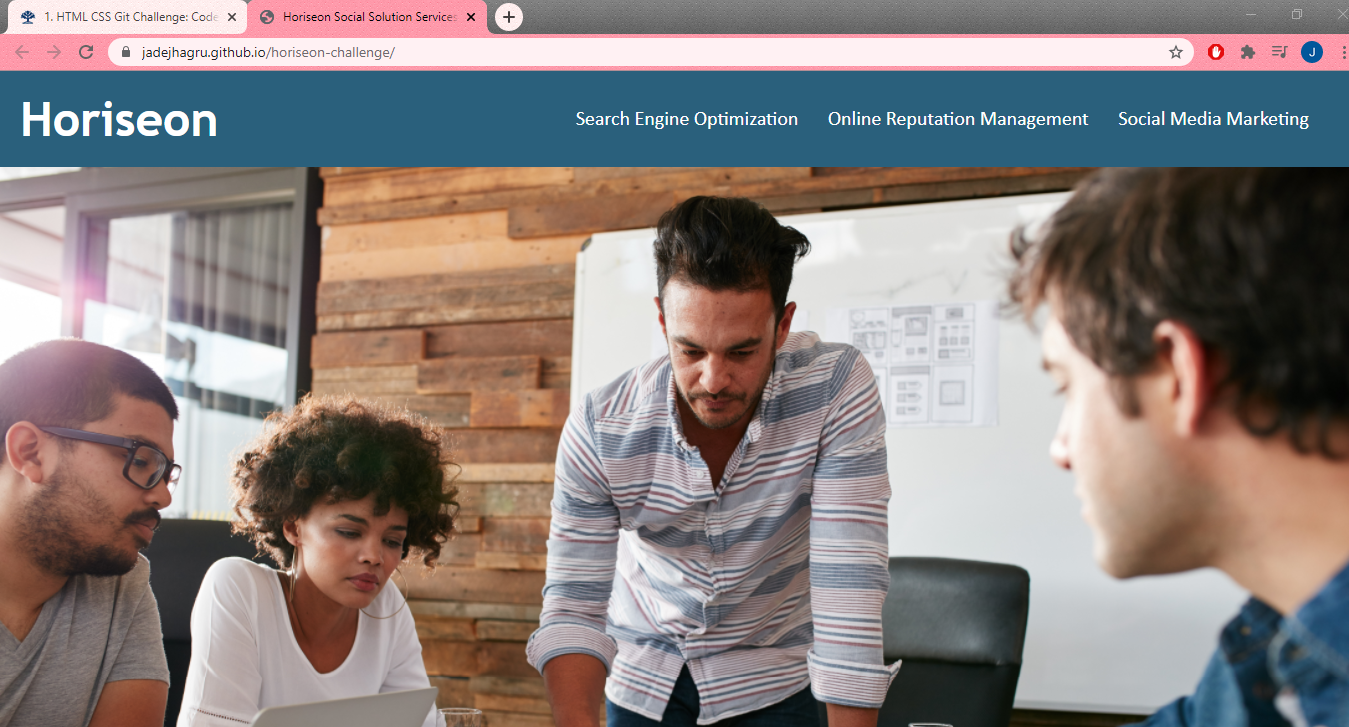 1. HTML CSS Git Challenge: Code
Horiseon Social Solution Services
jadejhagru.github.io/horiseon-challenge/
J
Horiseon
Search Engine Optimization
Online Reputation Management
Social Media Marketing